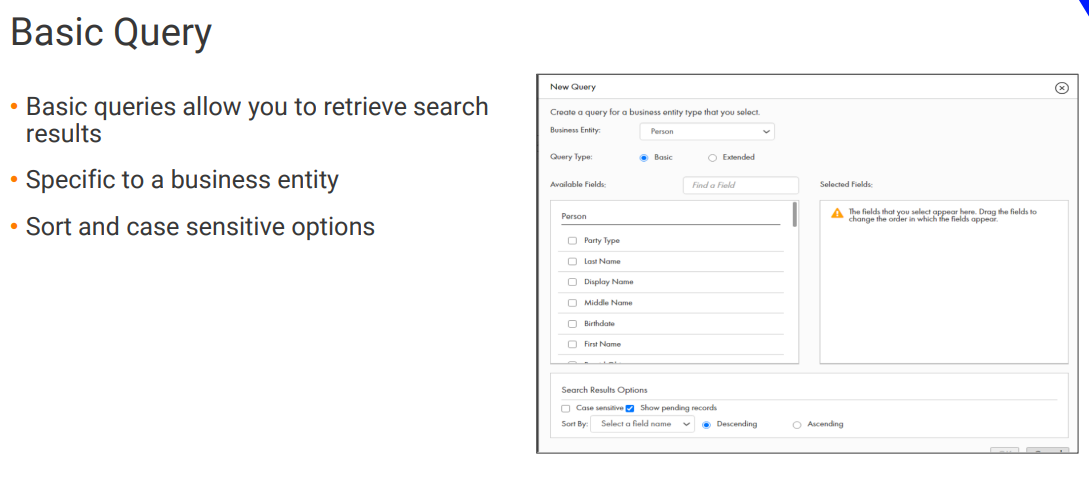 Basic Query
• Basic queries allow you to retrieve search
results
• Specific to a business entity
• Sort and case sensitive options
New Query
Create a query for a business entity type that you select.
Business Entity: Person
Query Type: Basic Extended
Available Fields: Find a Field Selected Fields:
Person
The fields that you select appear here. Drag the fields to
change the order in which the fields appear.
Party Type
Last Name
Display Name
Middle Name
Birthdate
First Name
Search Results Options
Case sensitive Show pending records
Sort By: Select a field name Descending Ascending